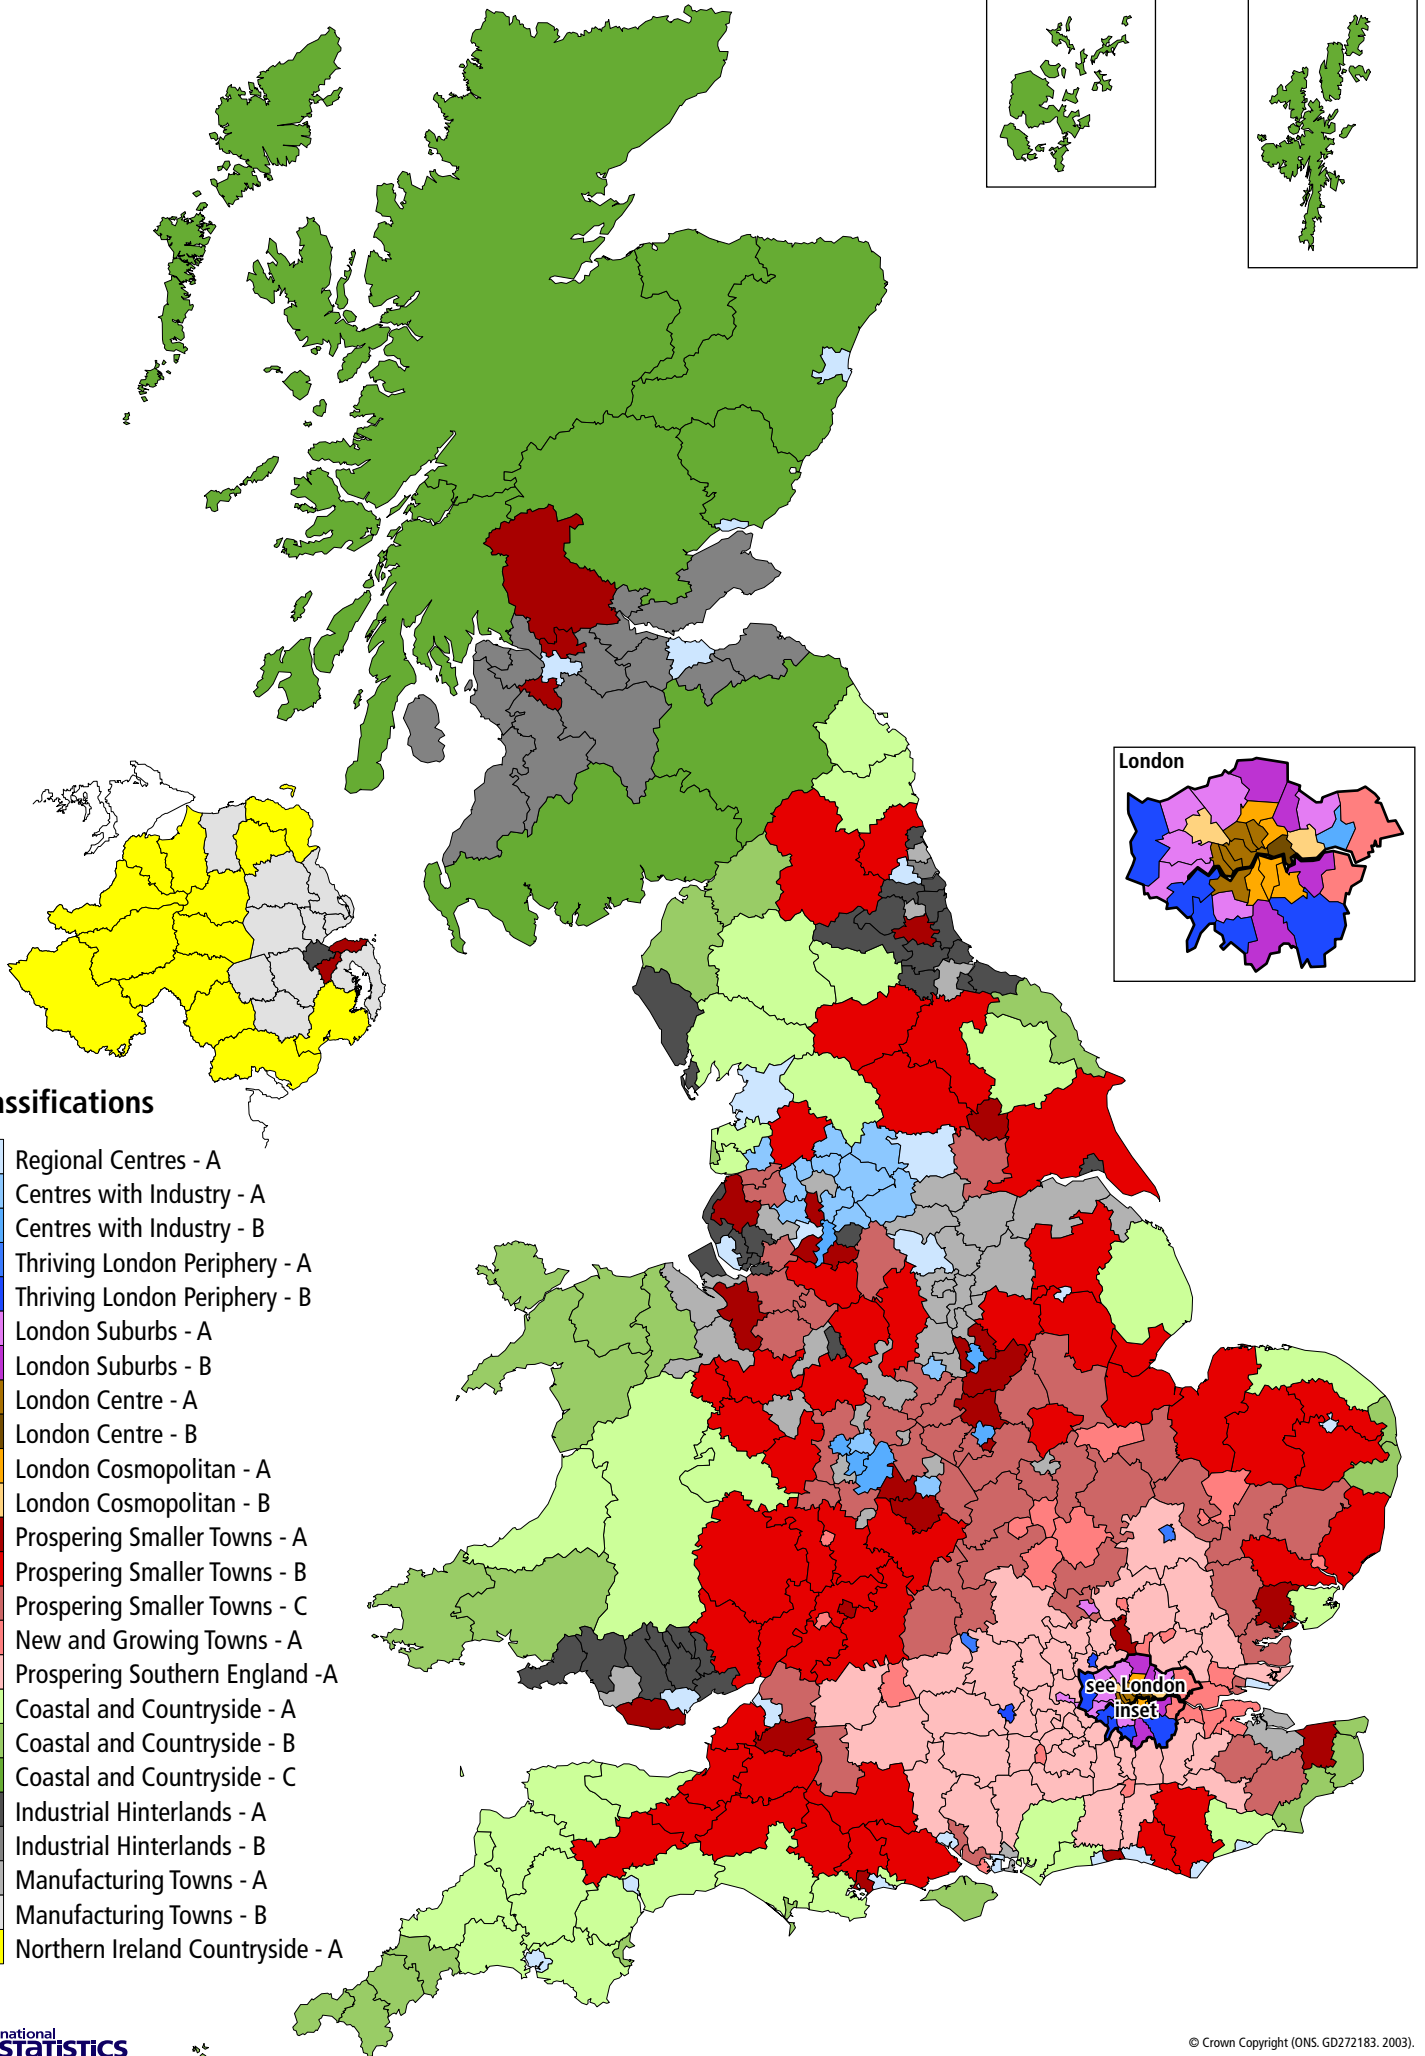 London
ssifications
Regional Centres - A
Centres with Industry - A
Centres with Industry - B
Thriving London Periphery - A
Thriving London Periphery - B
London Suburbs - A
London Suburbs - B
London Centre - A
London Centre - B
London Cosmopolitan - A
London Cosmopolitan - B
Prospering Smaller Towns - A
Prospering Smaller Towns - B
Prospering Smaller Towns - C
New and Growing Towns - A
Prospering Southern England -A
Coastal and Countryside - A
Coastal and Countryside - B
Coastal and Countryside - C
Industrial Hinterlands - A
Industrial Hinterlands - B
Manufacturing Towns - A
Manufacturing Towns - B
Northern Ireland Countryside - A
see London
inset
national
STATISTICS
© Crown Copyright (ONS. GD272183. 2003).